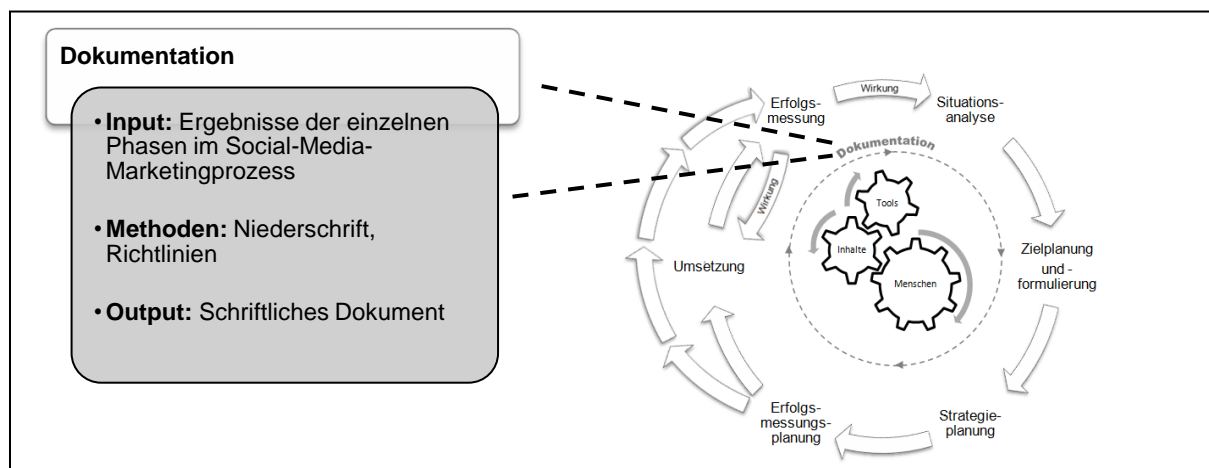 Dokumentation
• Input: Ergebnisse der einzelnen
Phasen im Social-Media-
Marketingprozess
• Methoden: Niederschrift,
Richtlinien
• Output: Schriftliches Dokument
Erfolgs-
messung
Wirkung
Situations-
analyse
Dokumentation
Wirkung
Tools
Inhalte
Menschen
Umsetzung
Zielplanung
und -
formulierung
Erfolgs-
messungs-
planung
Strategie-
planung